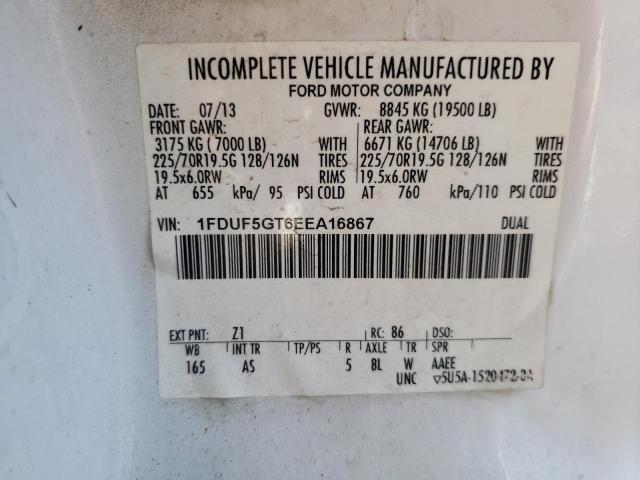 INCOMPLETE VEHICLE MANUFACTURED BY
FORD MOTOR COMPANY
DATE: 07/13 GVWR: 8845 KG (19500 LB)
FRONT GAWR: REAR GAWR:
3175 KG ( 7000 LB) WITH 6671 KG (14706 LB) WITH
225/70R19.5G 128/126N TIRES 225/70R19.5G 128/126N TIRES
19.5x6.0RW RIMS 19.5x6.0RW RIMS
AT 655 kPa/ 95 PSI COLD AT 760 kPa/110 PSI COLD
VIN: 1FDUF5GT6EEA16867 DUAL
EXT PNT: Z1 RC: 86 DSO:
WB INT TR TP/PS R AXLE TR SPR
165 AS 5 8L W AAEE
UNC ▽5U5A-1520472-